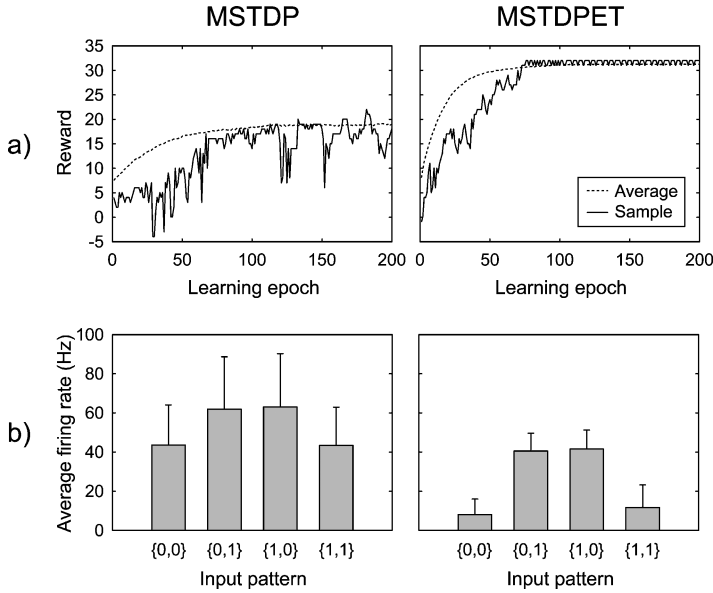 MSTDP
MSTDPET
a)
Reward
35
30
25
20
15
10
5
0
-5
0 50 100 150 200
Learning epoch
0 50 100 150 200
Learning epoch
Average
Sample
b)
Average firing rate (Hz)
100
80
60
40
20
0
{0,0} {0,1} {1,0} {1,1}
Input pattern
{0,0} {0,1} {1,0} {1,1}
Input pattern